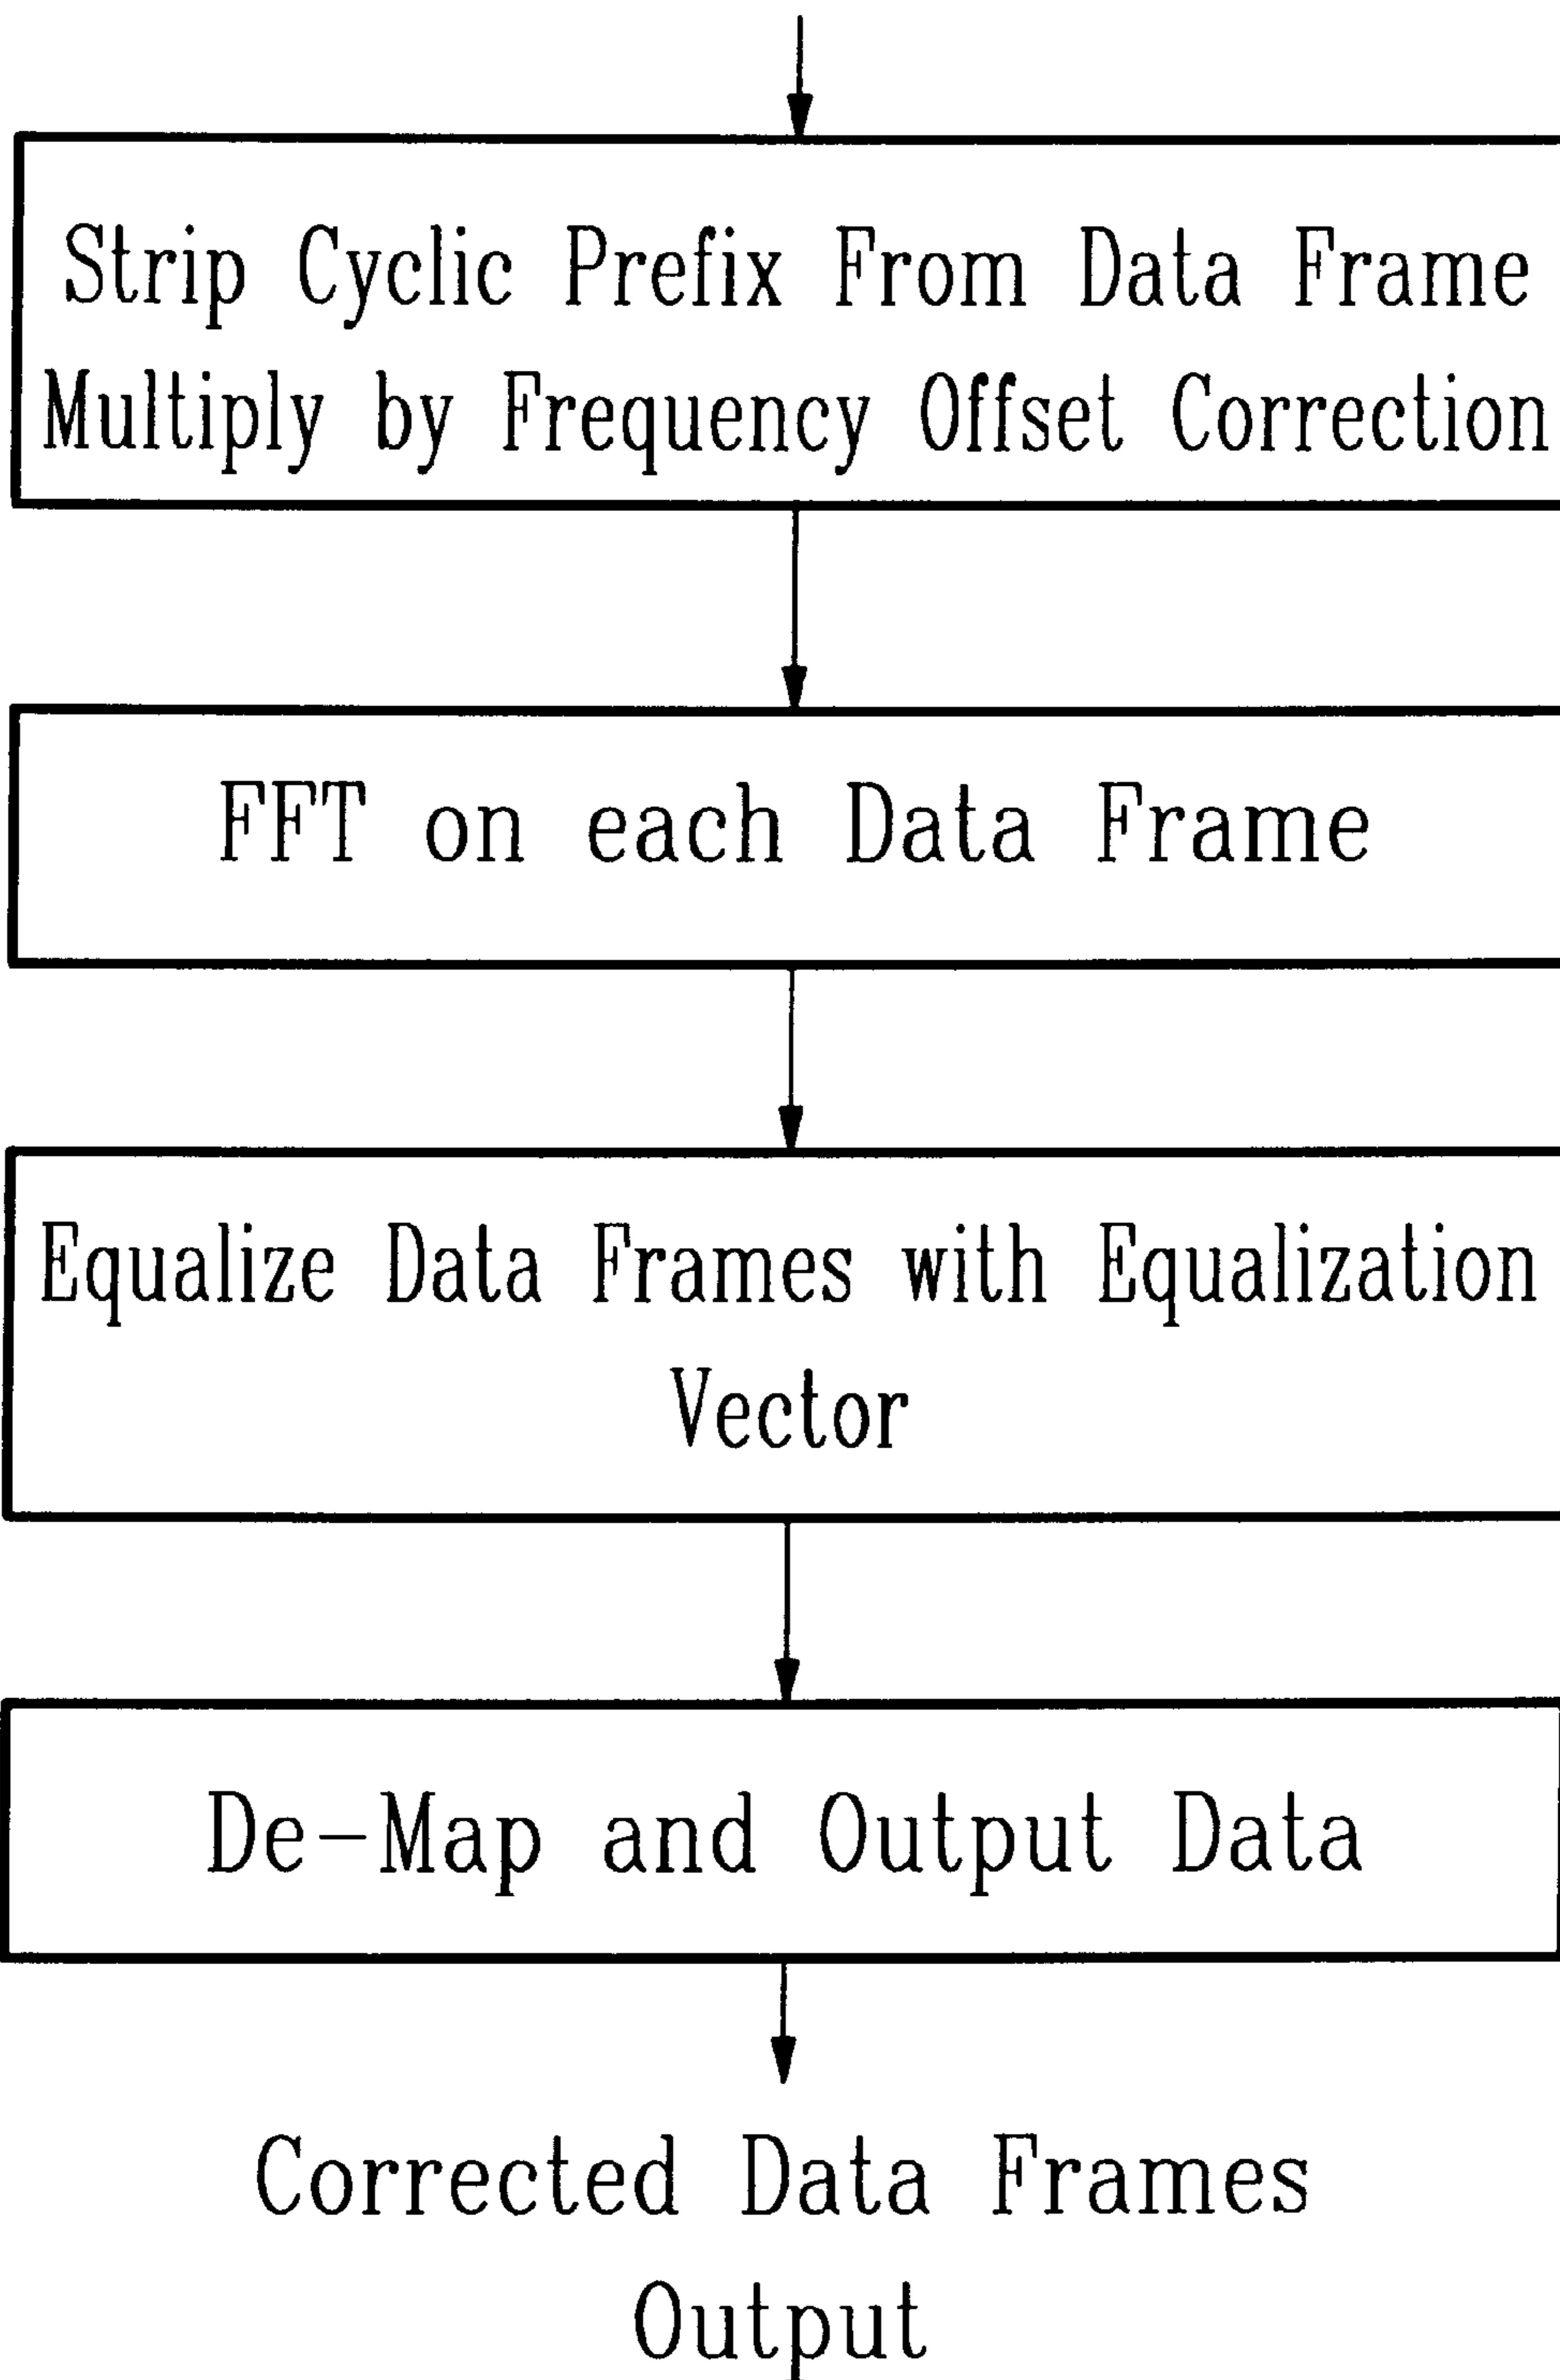 Strip Cyclic Prefix From Data Frame
Multiply by Frequency Offset Correction
FFT on each Data Frame
Equalize Data Frames with Equalization
Vector
De-Map and Output Data
Corrected Data Frames
Output